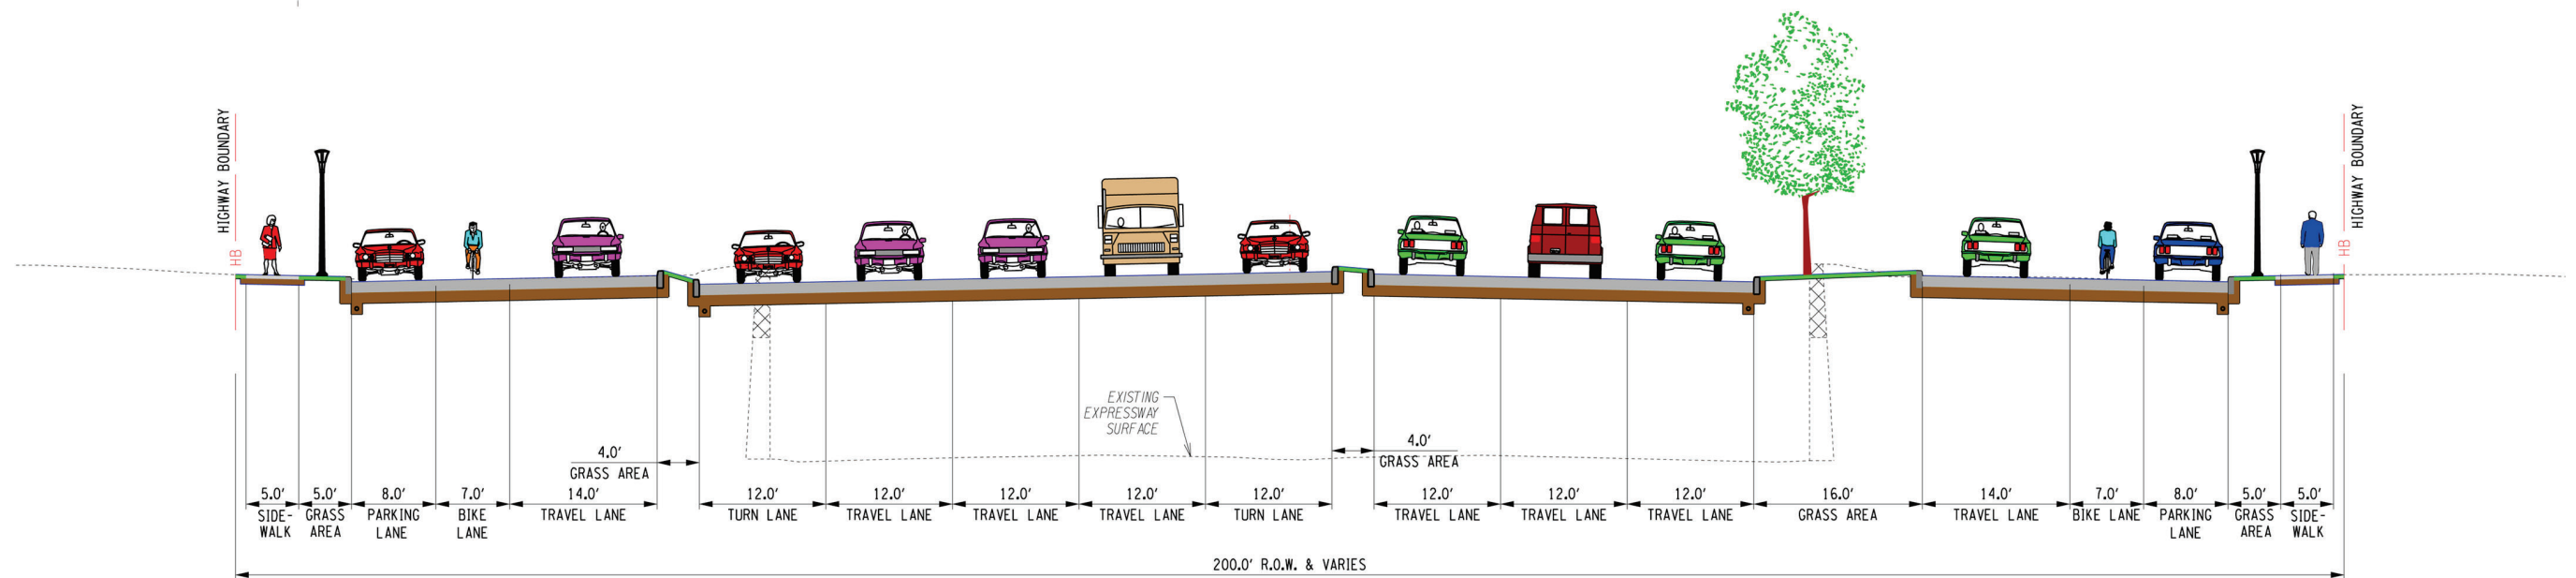 HIGHWAY BOUNDARY
HB
HIGHWAY BOUNDARY
HB
EXISTING
EXPRESSWAY
SURFACE
4.0'
GRASS AREA
4.0'
GRASS AREA
5.0'
SIDE-
WALK
5.0'
GRASS
AREA
8.0'
PARKING
LANE
7.0'
BIKE
LANE
14.0'
TRAVEL LANE
12.0'
TURN LANE
12.0'
TRAVEL LANE
12.0'
TRAVEL LANE
12.0'
TRAVEL LANE
12.0'
TURN LANE
12.0'
TRAVEL LANE
12.0'
TRAVEL LANE
12.0'
TRAVEL LANE
16.0'
GRASS AREA
14.0'
TRAVEL LANE
7.0'
BIKE LANE
8.0'
PARKING
LANE
5.0'
GRASS
AREA
5.0'
SIDE-
WALK
200.0' R.O.W. & VARIES